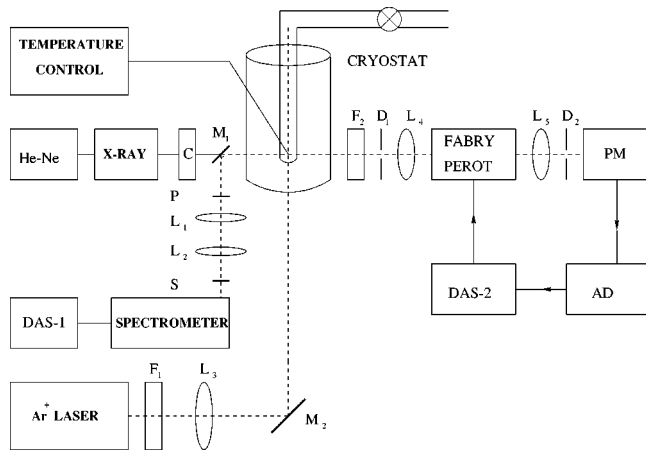 TEMPERATURE
CONTROL
CRYOSTAT
He-Ne
X-RAY
C
M1
F2
D1
L4
FABRY
PEROT
L5
D2
PM
P
L1
L2
S
DAS-1
SPECTROMETER
DAS-2
AD
Ar+ LASER
F1
L3
M2